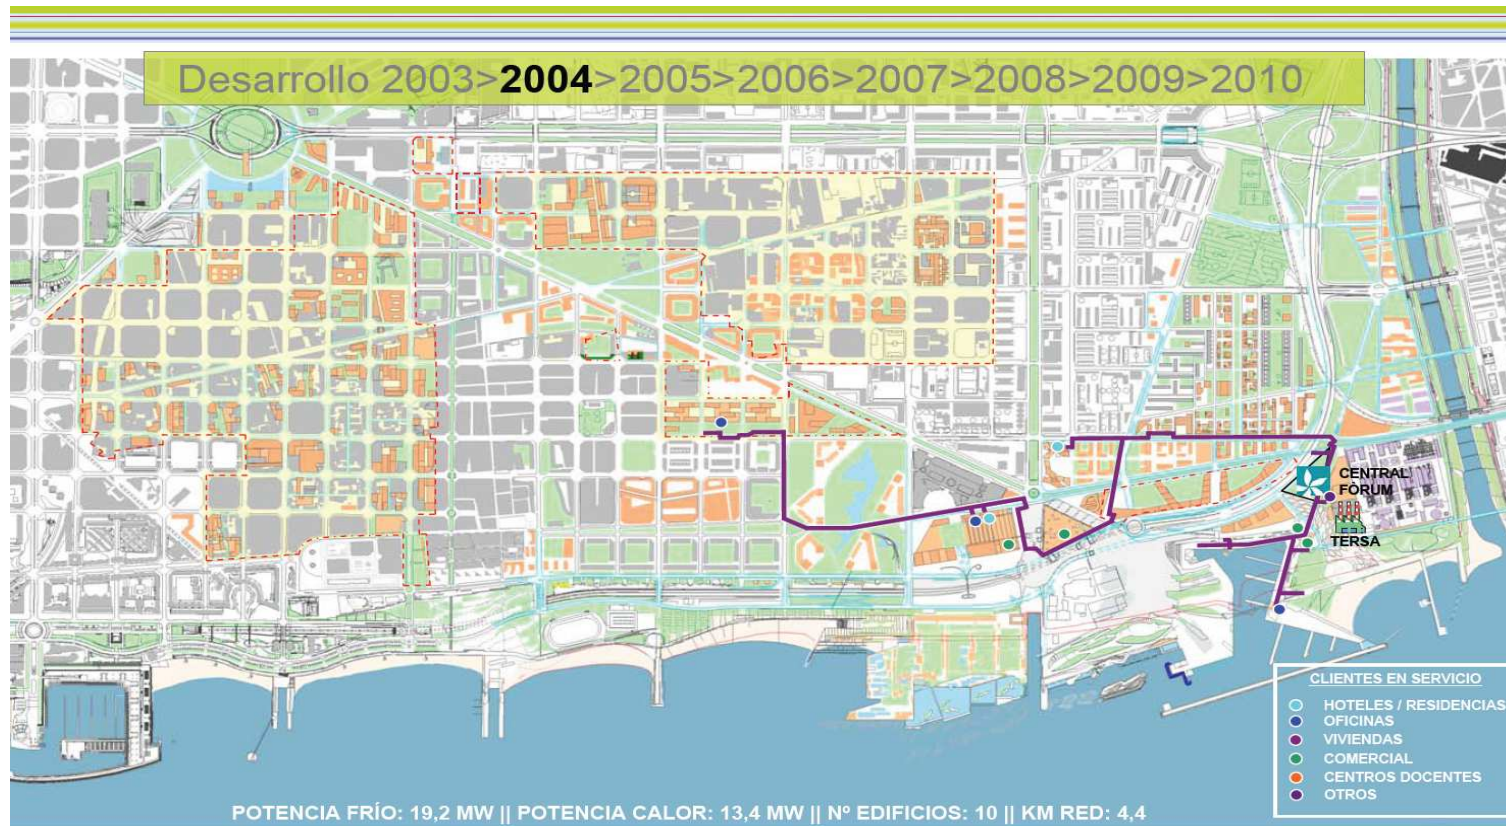 Desarrollo 2003>2004>2005>2006>2007>2008>2009>2010
CENTRAL
FÒRUM
TERSA
CLIENTES EN SERVICIO
HOTELES / RESIDENCIAS
OFICINAS
VIVIENDAS
COMERCIAL
CENTROS DOCENTES
OTROS
POTENCIA FRÍO: 19,2 MW || POTENCIA CALOR: 13,4 MW || Nº EDIFICIOS: 10 || KM RED: 4,4